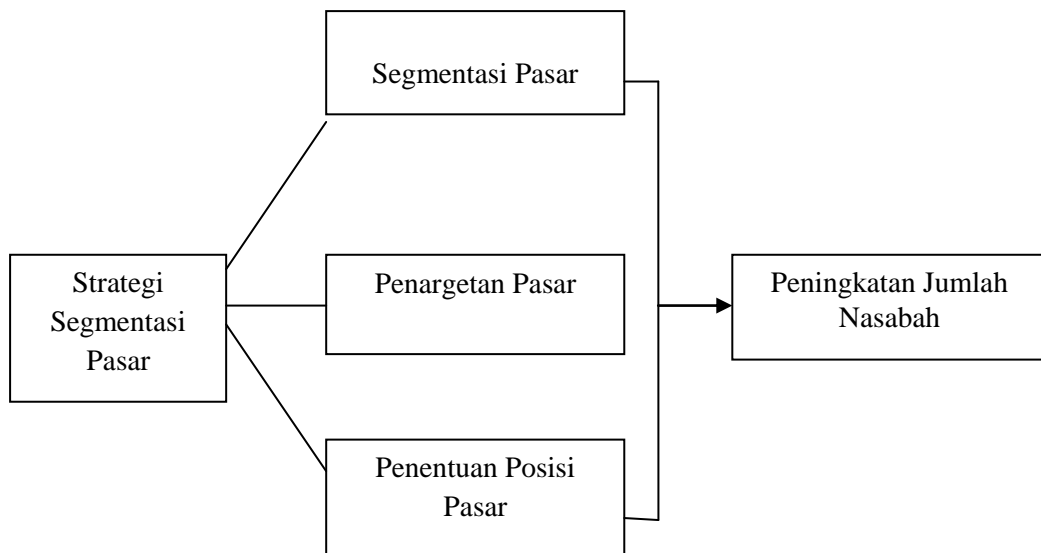 Segmentasi Pasar
Strategi
Segmentasi
Pasar
Penargetan Pasar
Peningkatan Jumlah
Nasabah
Penentuan Posisi
Pasar